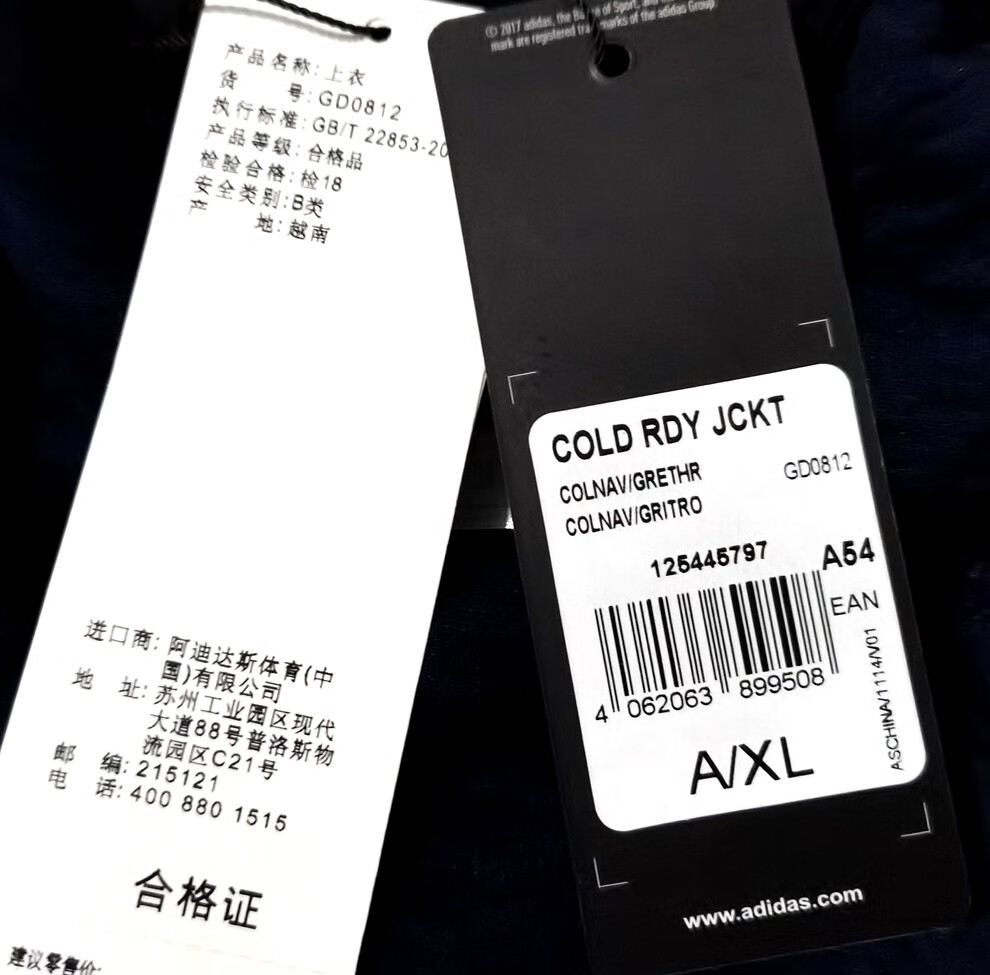 产品名称:上衣
货 号:GD0812
执行标准:GB/T 22853-20
产品等级:合格品
检验合格:检18
安全类别:B类
产 地:越南
进口商:阿迪达斯体育(中
国)有限公司
地 址:苏州工业园区现代
大道88号普洛斯物
流园区C21号
邮 编:215121
电 话:400 880 1515
合格证
建议零售价:
© 2017 adidas, the of Sport, and
mark are registered marks of the adidas Group.
COLD RDY JCKT
COLNAV/GRETHR GD0812
COLNAV/GRITRO
125445797 A54
EAN
4 062063 899508
ASCHINA/1114/V01
A/XL
www.adidas.com